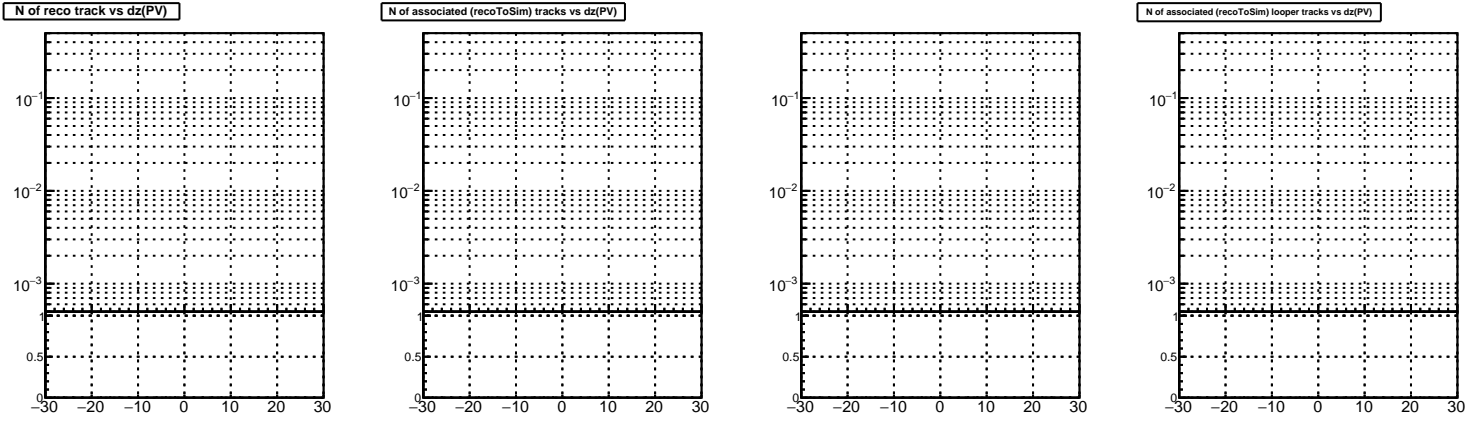 N of reco track vs dz(PV)
N of associated (recoToSim) tracks vs dz(PV)
N of associated (recoToSim) looper tracks vs dz(PV)
10−1 10−1 10−1 10−1
10−2 10−2 10−2 10−2
10−3 10−3 10−3 10−3
1 1 1 1
0.5 0.5 0.5 0.5
0 0 0 0
−30 −20 −10 0 10 20 30 −30 −20 −10 0 10 20 30 −30 −20 −10 0 10 20 30 −30 −20 −10 0 10 20 30